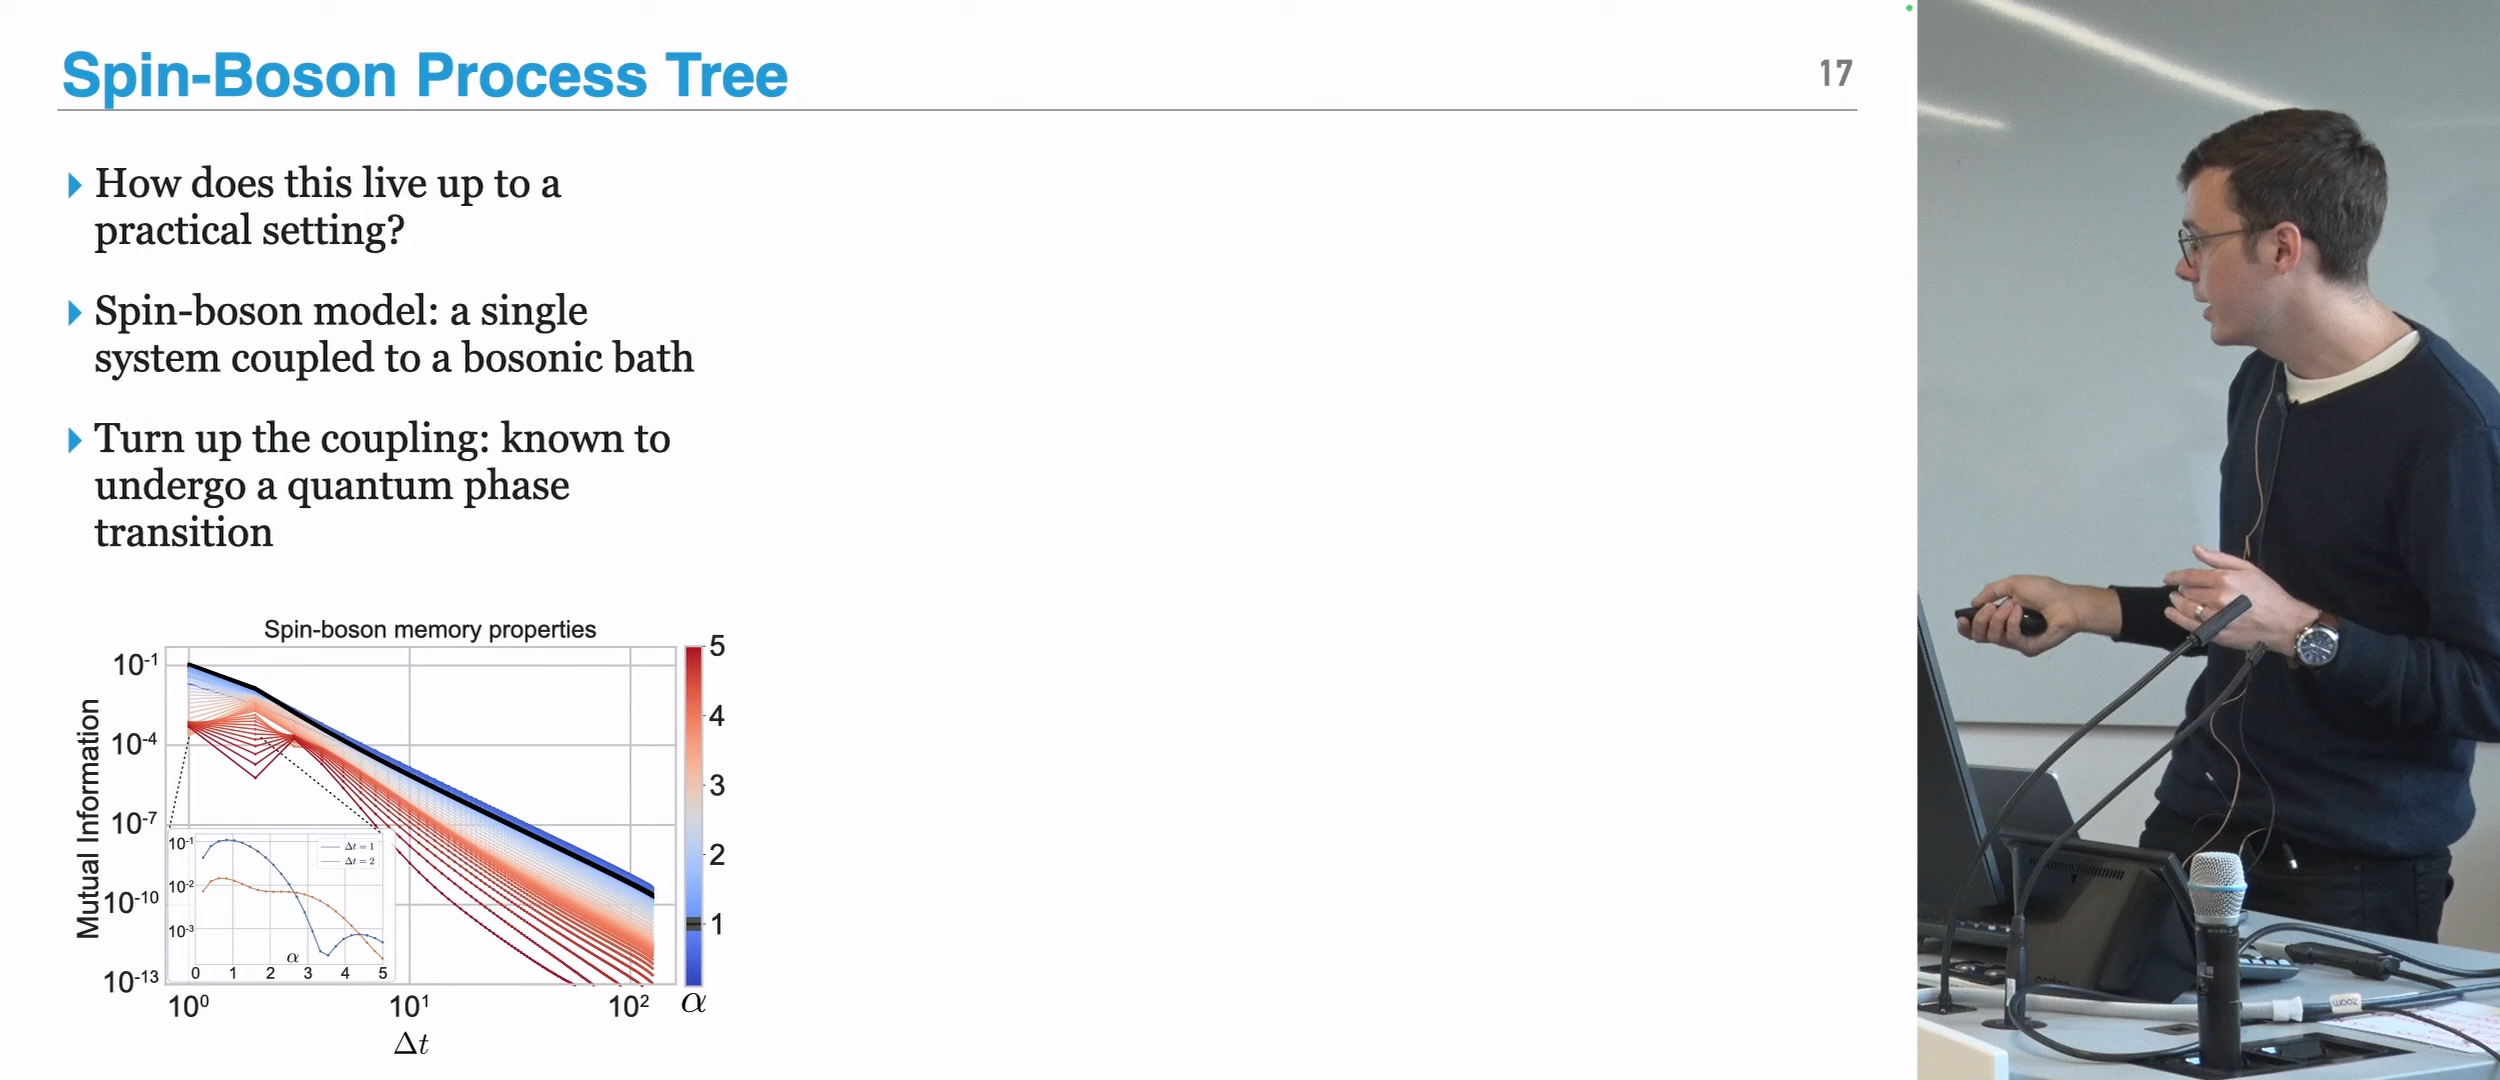 Spin-Boson Process Tree
17
How does this live up to a
practical setting?
Spin-boson model: a single
system coupled to a bosonic bath
Turn up the coupling: known to
undergo a quantum phase
transition
Spin-boson memory properties
Mutual Information
10⁻¹
10⁻⁴
10⁻⁷
10⁻¹⁰
10⁻¹³
10⁰
10¹
10²
Δt
5
4
3
2
1
α
10⁻¹
10⁻²
10⁻³
Δt = 1
Δt = 2
α
0 1 2 3 4 5
zoom